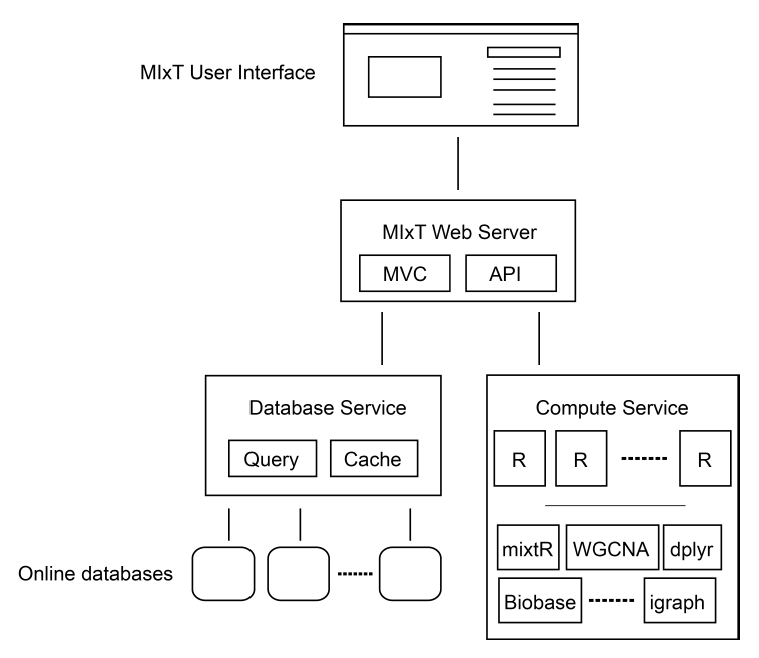 MIxT User Interface
MIxT Web Server
MVC API
Database Service
Query Cache
Compute Service
R R R
mixtR WGCNA dplyr
Biobase igraph
Online databases